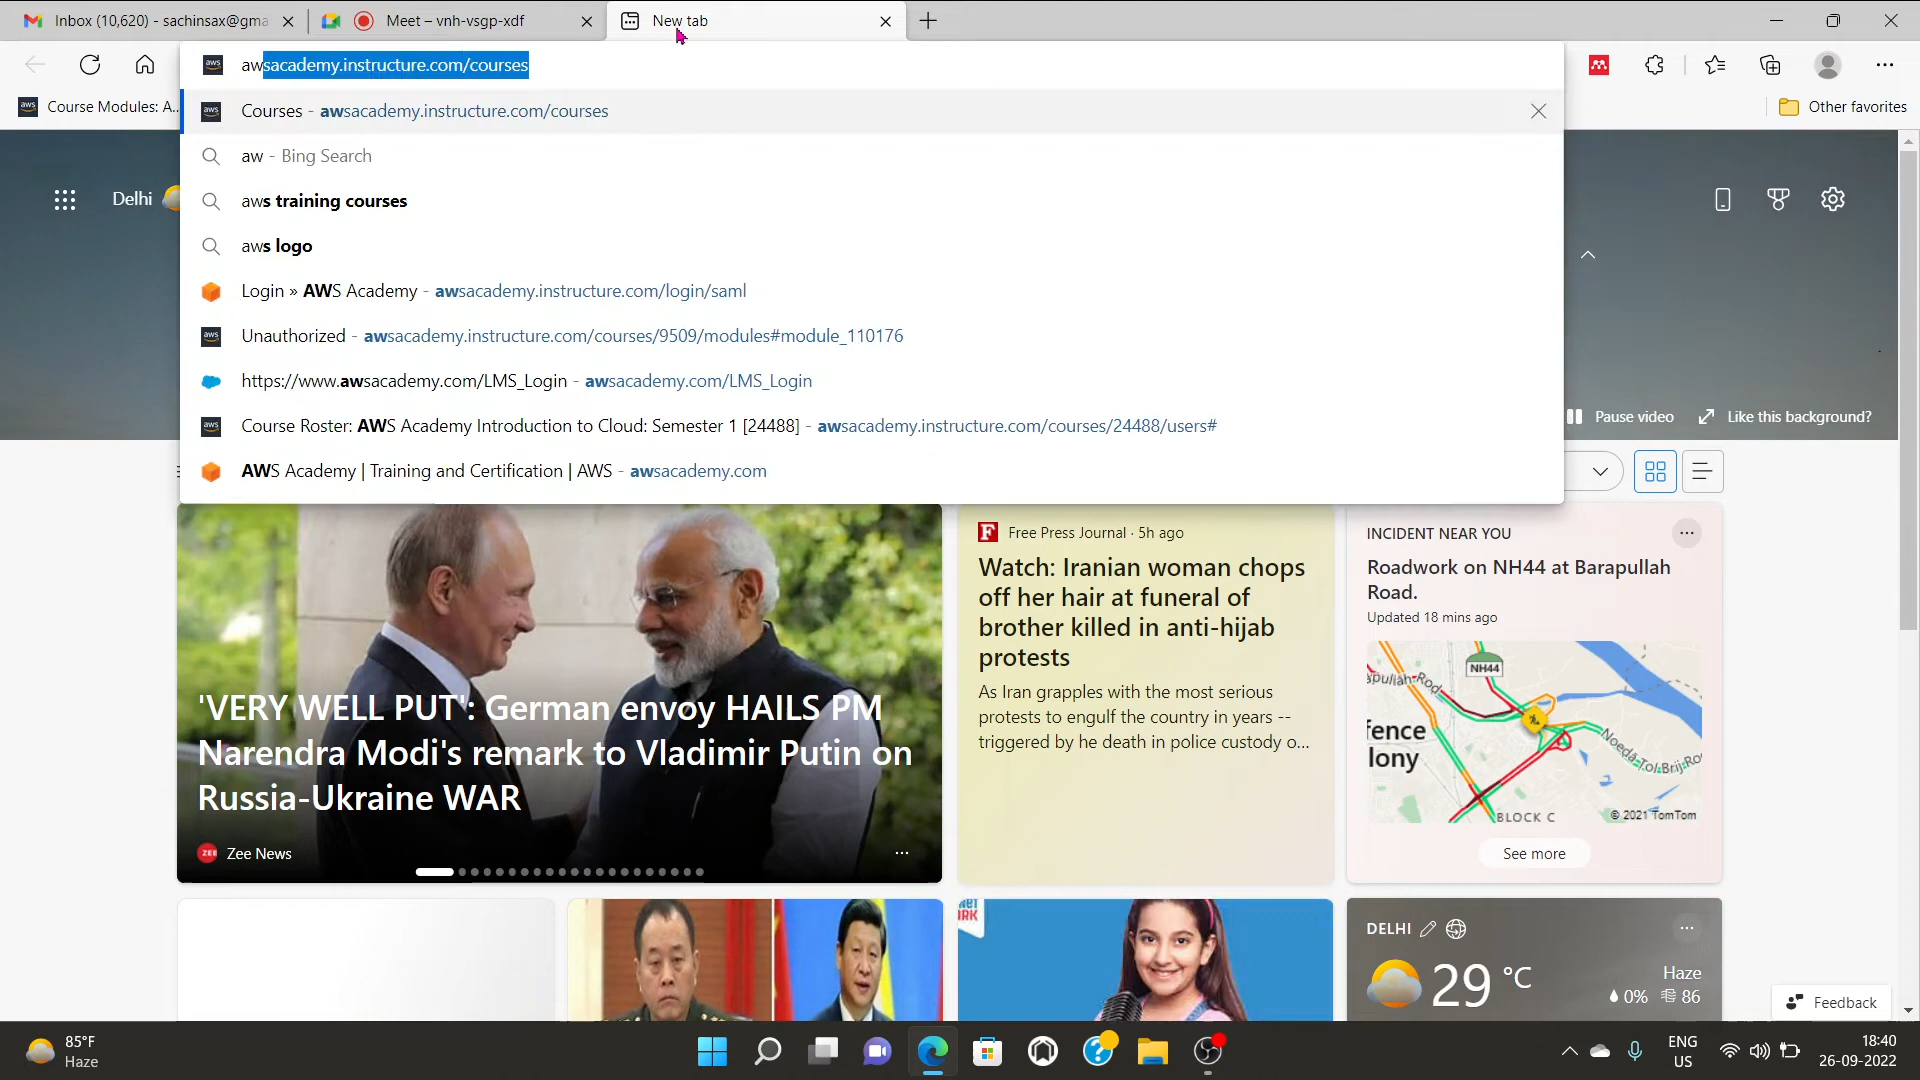 Inbox (10,620) - sachinsax@gma
Meet – vnh-vsgp-xdf
New tab
awsacademy.instructure.com/courses
Course Modules: A...
Courses - awsacademy.instructure.com/courses
Other favorites
aw - Bing Search
Delhi
aws training courses
aws logo
Login » AWS Academy - awsacademy.instructure.com/login/saml
Unauthorized - awsacademy.instructure.com/courses/9509/modules#module_110176
https://www.awsacademy.com/LMS_Login - awsacademy.com/LMS_Login
Pause video
Like this background?
Course Roster: AWS Academy Introduction to Cloud: Semester 1 [24488] - awsacademy.instructure.com/courses/24488/users#
AWS Academy | Training and Certification | AWS - awsacademy.com
'VERY WELL PUT': German envoy HAILS PM
Narendra Modi's remark to Vladimir Putin on
Russia-Ukraine WAR
ZEE Zee News
Free Press Journal · 5h ago
Watch: Iranian woman chops
off her hair at funeral of
brother killed in anti-hijab
protests
As Iran grapples with the most serious
protests to engulf the country in years --
triggered by he death in police custody o...
INCIDENT NEAR YOU
Roadwork on NH44 at Barapullah
Road.
Updated 18 mins ago
NH44
apullah-Rod
fence
lony
Noeda-Tol-Brij-Ro
BLOCK C
© 2021 TomTom
See more
DELHI
29 °C
Haze
0%
86
Feedback
85°F
Haze
ENG
US
18:40
26-09-2022